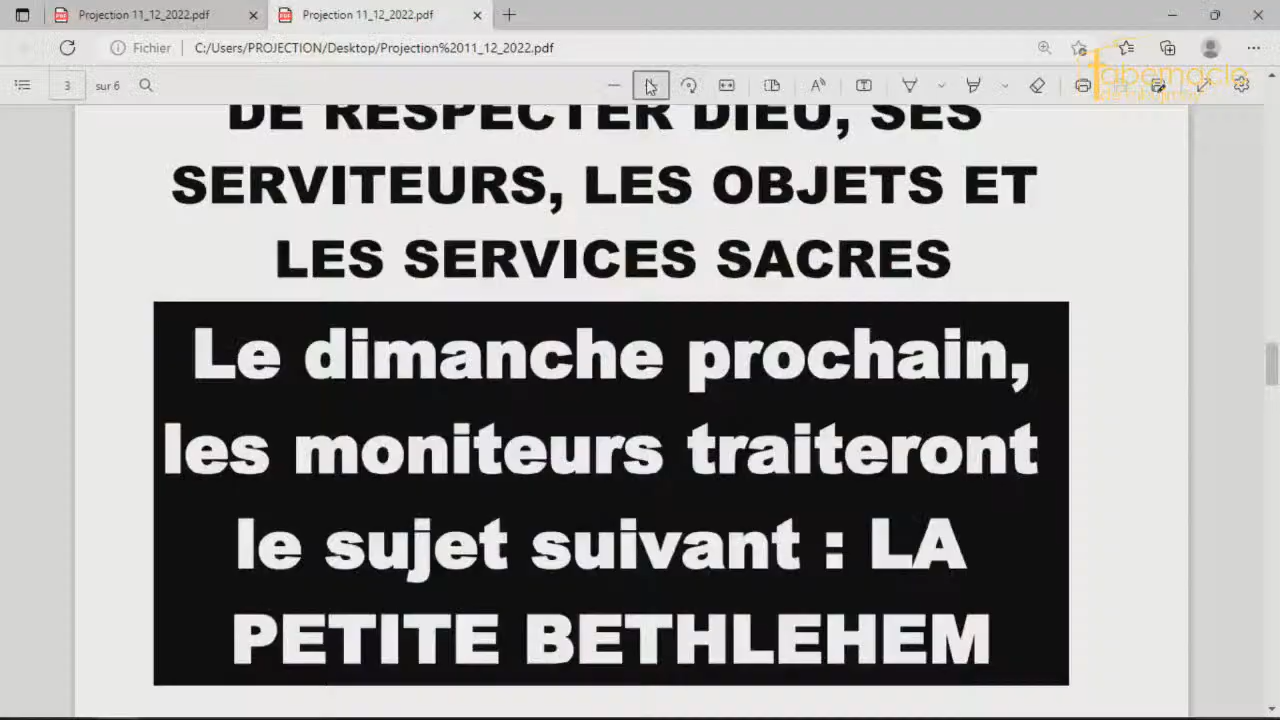 Projection 11_12_2022.pdf
Projection 11_12_2022.pdf
Fichier
C:/Users/PROJECTION/Desktop/Projection%2011_12_2022.pdf
3
sur 6
Tabernacle
DE RESPECTER DIEU, SES
SERVITEURS, LES OBJETS ET
LES SERVICES SACRES
Le dimanche prochain,
les moniteurs traiteront
le sujet suivant : LA
PETITE BETHLEHEM